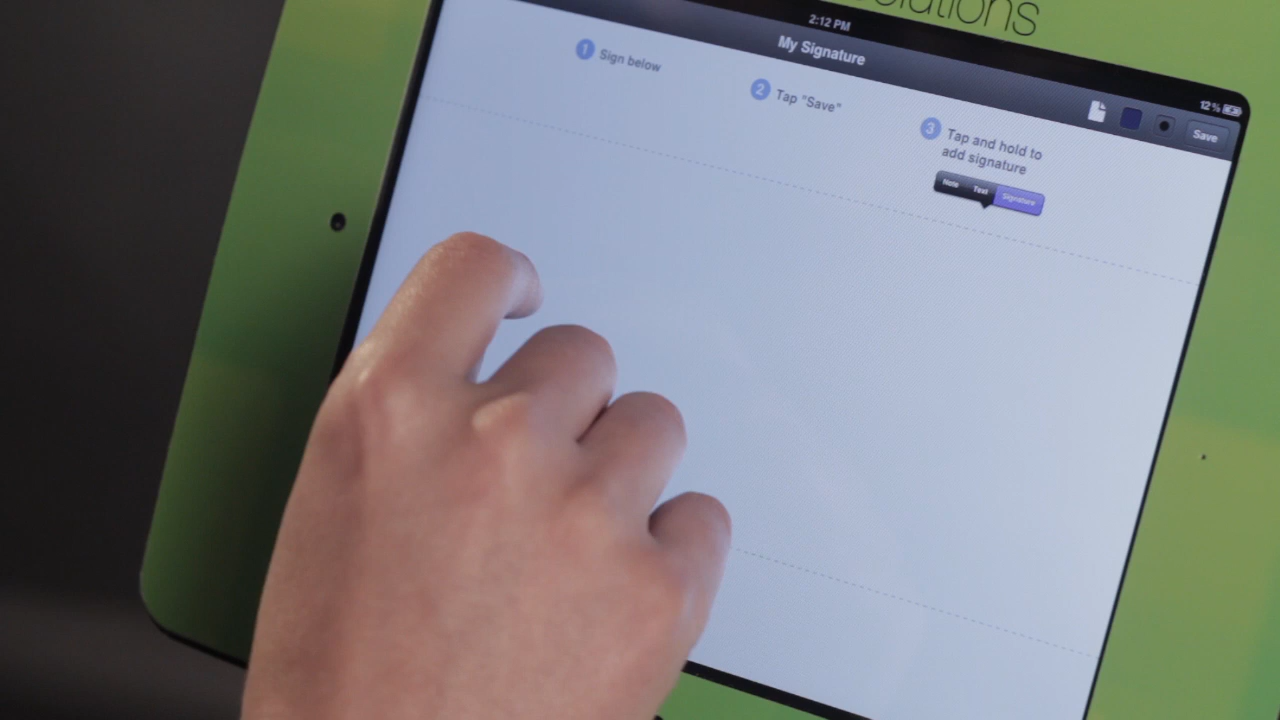 2:12 PM
My Signature
12%
Save
1 Sign below
2 Tap "Save"
3 Tap and hold to
add signature
Note Text Signature